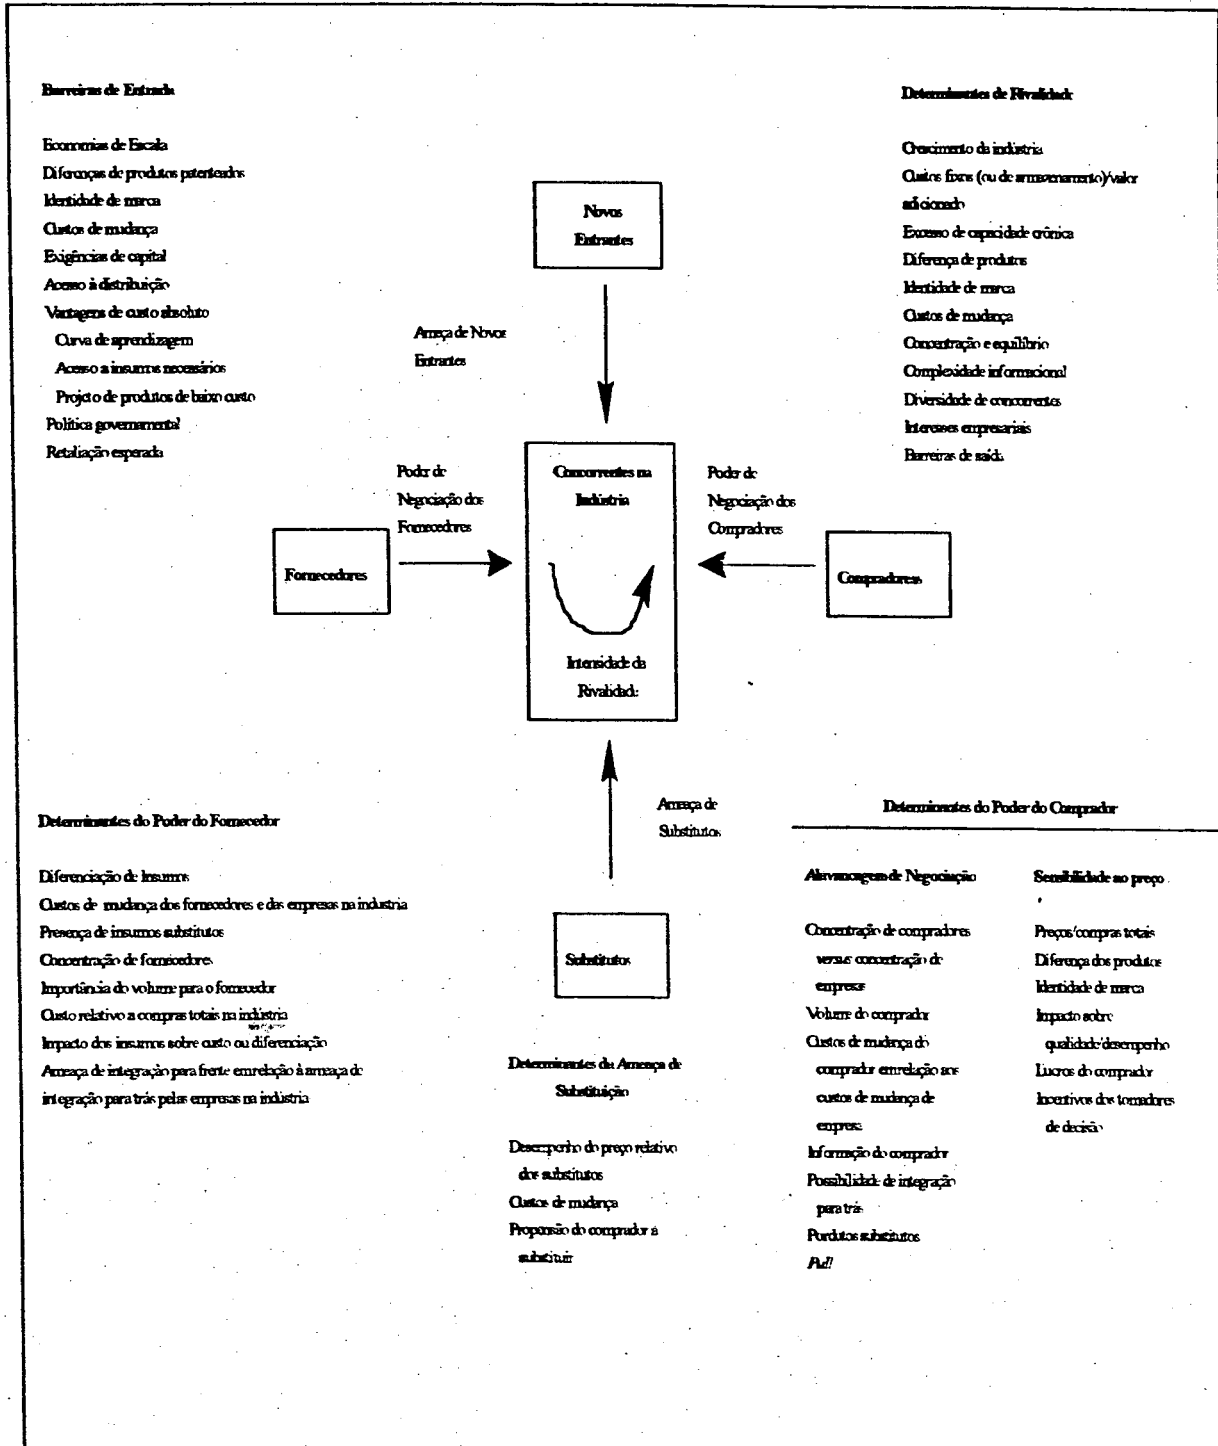 Barreiras de Entrada
Economias de Escala
Diferenças de produtos patenteados
Identidade de marca
Custos de mudança
Exigências de capital
Acesso à distribuição
Vantagens de custo absoluto
Curva de aprendizagem
Acesso a insumos necessários
Projeto de produtos de baixo custo
Política governamental
Retaliação esperada
Determinantes de Rivalidade
Crescimento da indústria
Custos fixos (ou de armazenamento)/valor
adicionado
Excesso de capacidade crônica
Diferença de produtos
Identidade de marca
Custos de mudança
Concentração e equilíbrio
Complexidade informacional
Diversidade de concorrentes
Interesses empresariais
Barreiras de saída
Novos
Entrantes
Ameaça de Novos
Entrantes
Poder de
Negociação dos
Fornecedores
Fornecedores
Concorrentes na
Indústria
Intensidade da
Rivalidade
Poder de
Negociação dos
Compradores
Compradores
Ameaça de
Substitutos
Substitutos
Determinantes do Poder do Fornecedor
Diferenciação de Insumos
Custos de mudança dos fornecedores e das empresas na industria
Presença de insumos substitutos
Concentração de fornecedores
Importância do volume para o fornecedor
Custo relativo a compras totais na indústria
Impacto dos insumos sobre custo ou diferenciação
Ameaça de integração para frente em relação à ameaça de
integração para trás pelas empresas na indústria
Determinantes da Ameaça de
Substituição
Desempenho do preço relativo
dos substitutos
Custos de mudança
Propensão do comprador a
substituir
Determinantes do Poder do Comprador
Alavancagem de Negociação
Concentração de compradores
versus concentração de
empresas
Volume do comprador
Custos de mudança do
comprador em relação aos
custos de mudança de
empresa
Informação do comprador
Possibilidade de integração
para trás
Pordutos substitutos
Pull
Sensibilidade ao preço
Preços/compras totais
Diferença dos produtos
Identidade de marca
Impacto sobre
qualidade/desempenho
Lucros do comprador
Incentivos dos tomadores
de decisão